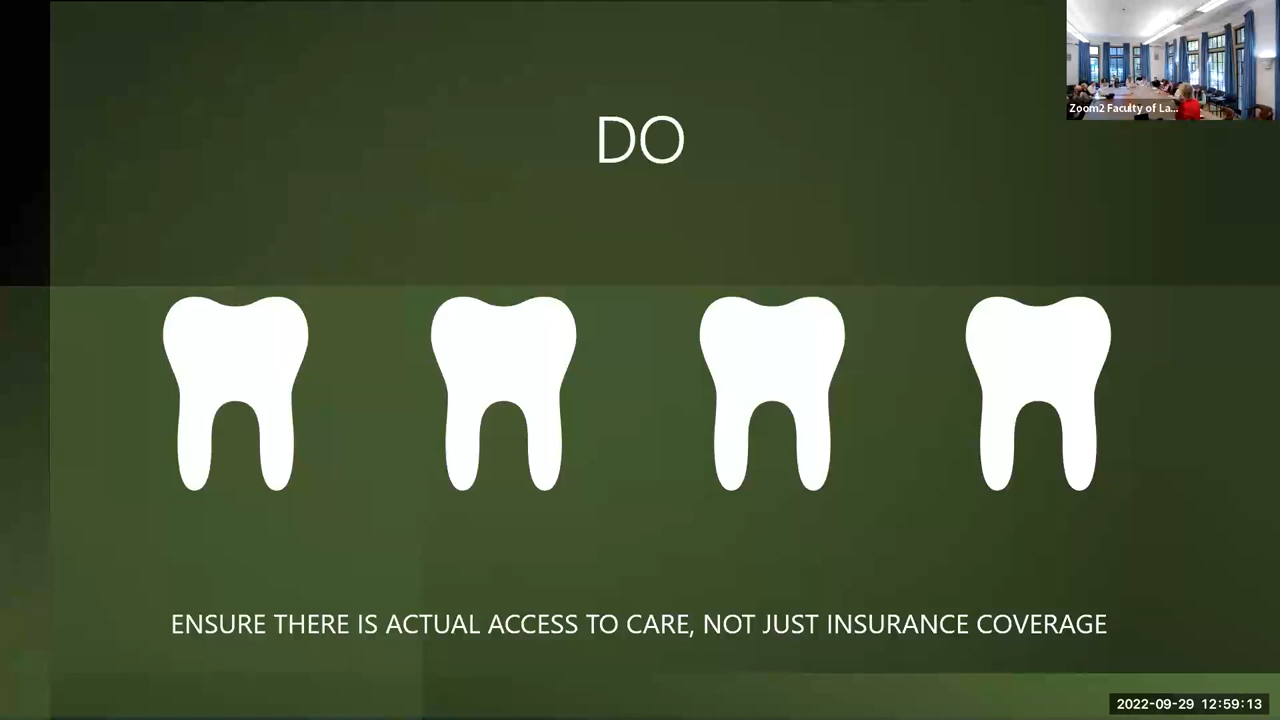 Zoom2 Faculty of La...
DO
ENSURE THERE IS ACTUAL ACCESS TO CARE, NOT JUST INSURANCE COVERAGE
2022-09-29 12:59:13